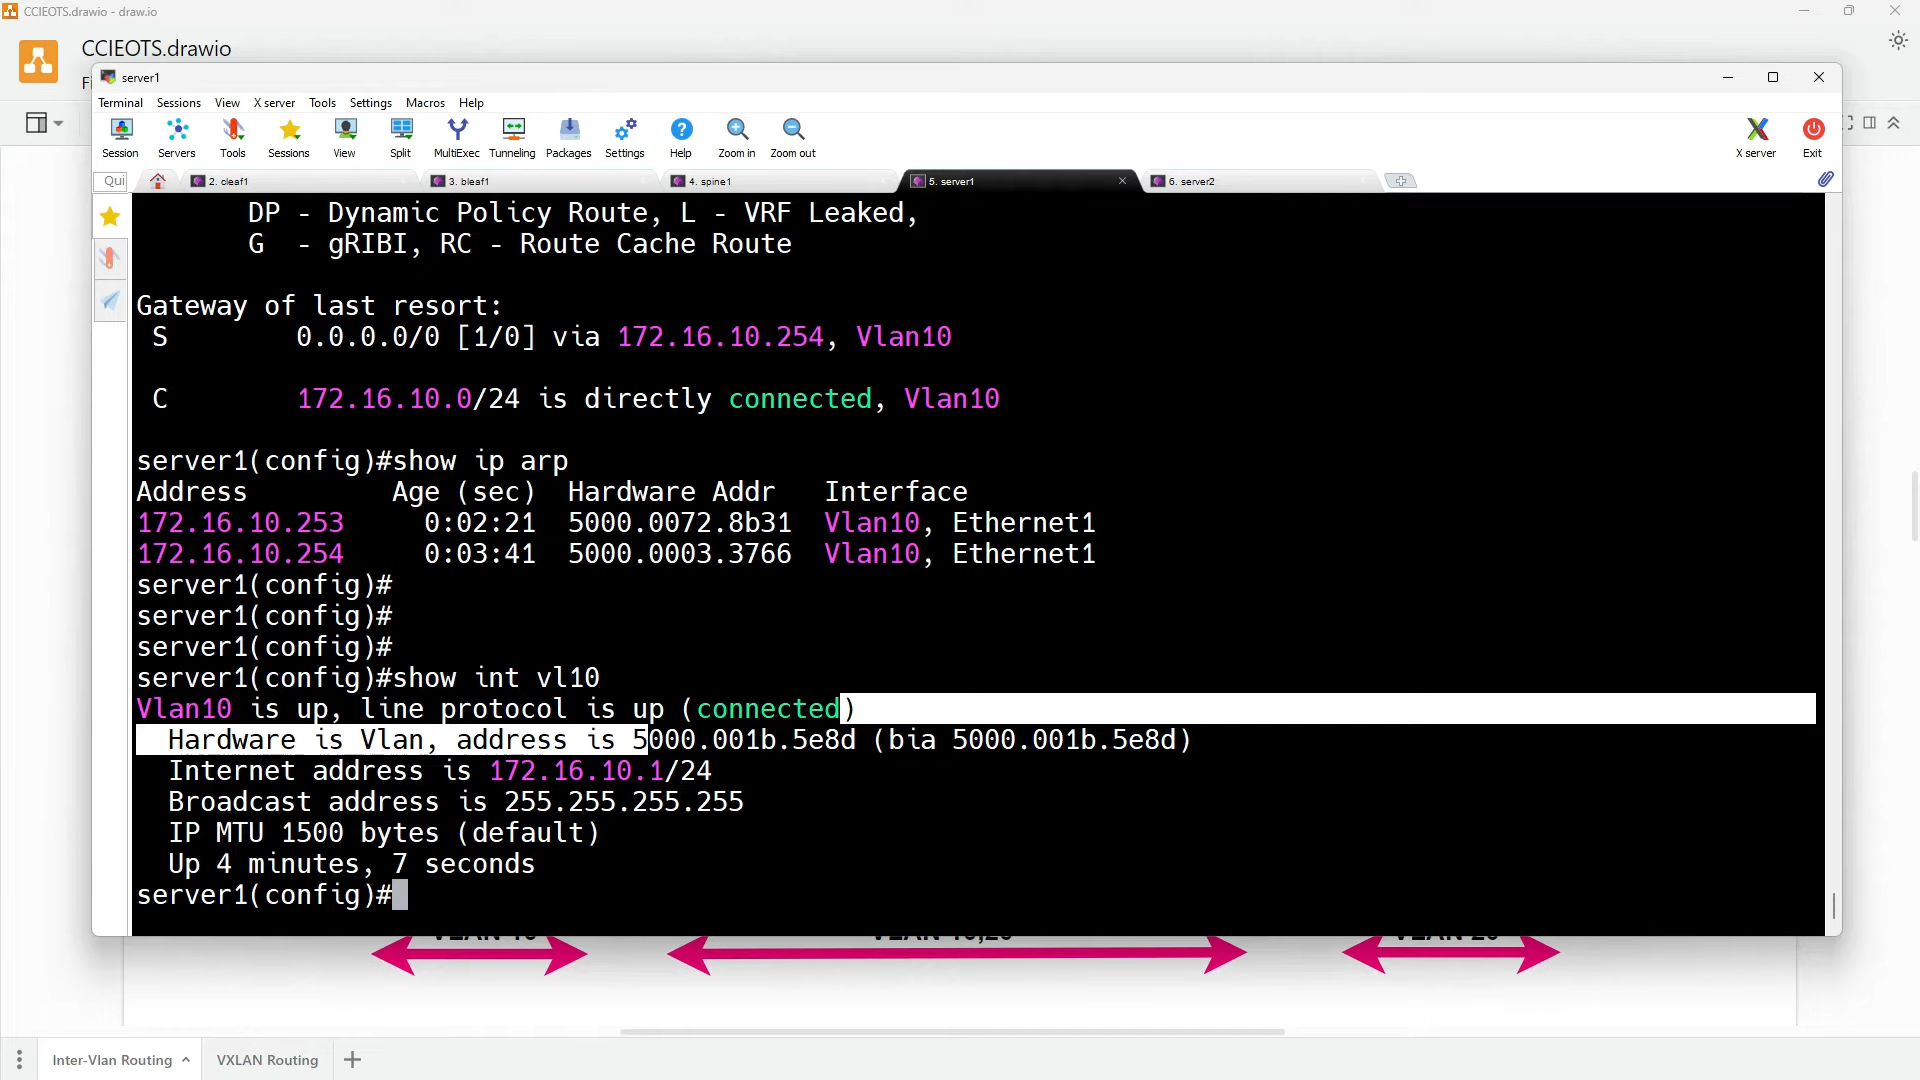 CCIEOTS.drawio - draw.io
CCIEOTS.drawio
server1
Terminal Sessions View X server Tools Settings Macros Help
Session Servers Tools Sessions View Split MultiExec Tunneling Packages Settings Help Zoom in Zoom out X server Exit
Qui 2. cleaf1 3. bleaf1 4. spine1 5. server1 6. server2
DP - Dynamic Policy Route, L - VRF Leaked,
G  - gRIBI, RC - Route Cache Route
Gateway of last resort:
S        0.0.0.0/0 [1/0] via 172.16.10.254, Vlan10
C        172.16.10.0/24 is directly connected, Vlan10
server1(config)#show ip arp
Address         Age (sec)  Hardware Addr   Interface
172.16.10.253     0:02:21  5000.0072.8b31  Vlan10, Ethernet1
172.16.10.254     0:03:41  5000.0003.3766  Vlan10, Ethernet1
server1(config)#
server1(config)#
server1(config)#
server1(config)#show int vl10
Vlan10 is up, line protocol is up (connected)
Hardware is Vlan, address is 5000.001b.5e8d (bia 5000.001b.5e8d)
Internet address is 172.16.10.1/24
Broadcast address is 255.255.255.255
IP MTU 1500 bytes (default)
Up 4 minutes, 7 seconds
server1(config)#
Inter-Vlan Routing VXLAN Routing